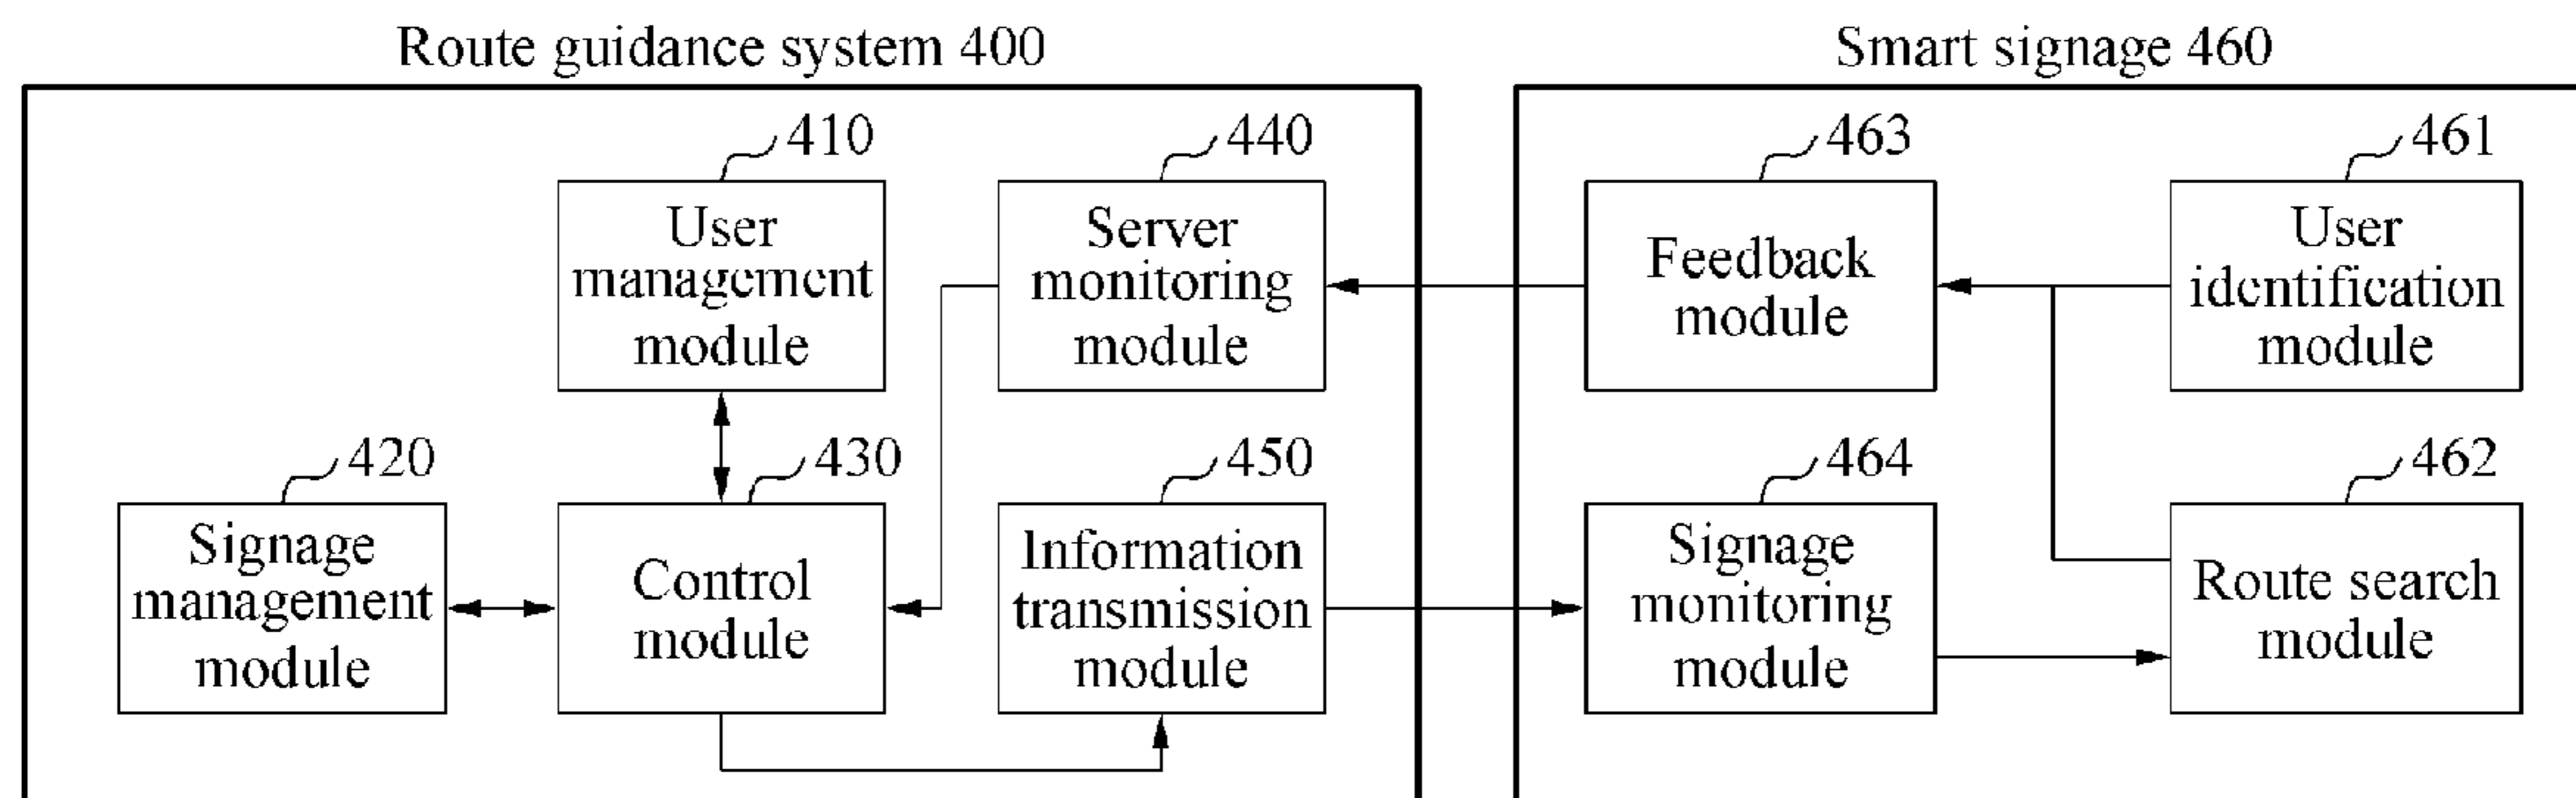 Route guidance system 400
Smart signage 460
410
440
463
461
User
management
module
Server
monitoring
module
Feedback
module
User
identification
module
420
430
450
464
462
Signage
management
module
Control
module
Information
transmission
module
Signage
monitoring
module
Route search
module